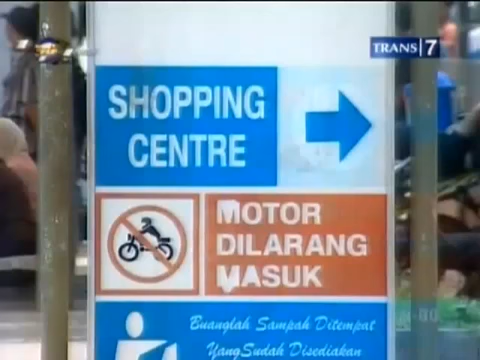 TRANS 7
SHOPPING
CENTRE
MOTOR
DILARANG
MASUK
Buanglah Sampah Ditempat
Yang Sudah Disediakan